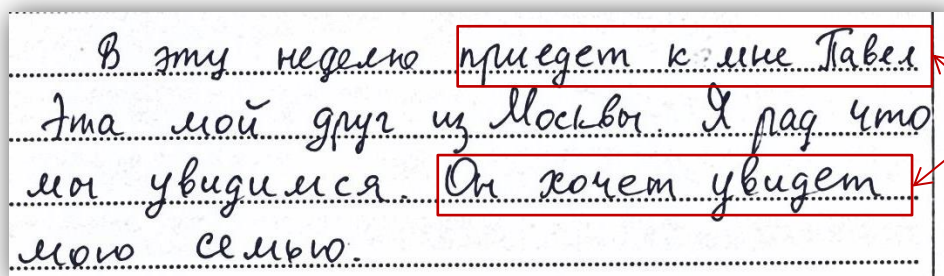 В эту неделю приедет к мне Павел
Эта мой друг из Москвы. Я рад что
мы увидимся. Он хочет увидет
мою семью.